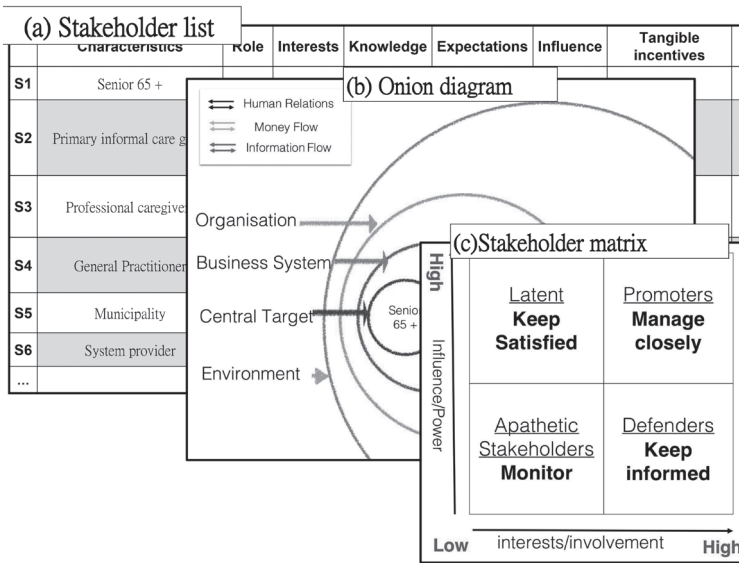 (a) Stakeholder list
Characteristics Role Interests Knowledge Expectations Influence Tangible
incentives
S1 Senior 65 +
S2 Primary informal care g
S3 Professional caregive
S4 General Practitioner
S5 Municipality
S6 System provider
...
(b) Onion diagram
Human Relations
Money Flow
Information Flow
Organisation
Business System
Central Target
Environment
Senio
65 +
(c)Stakeholder matrix
High
Influence/Power
Latent
Keep
Satisfied
Promoters
Manage
closely
Apathetic
Stakeholders
Monitor
Defenders
Keep
informed
Low interests/involvement High